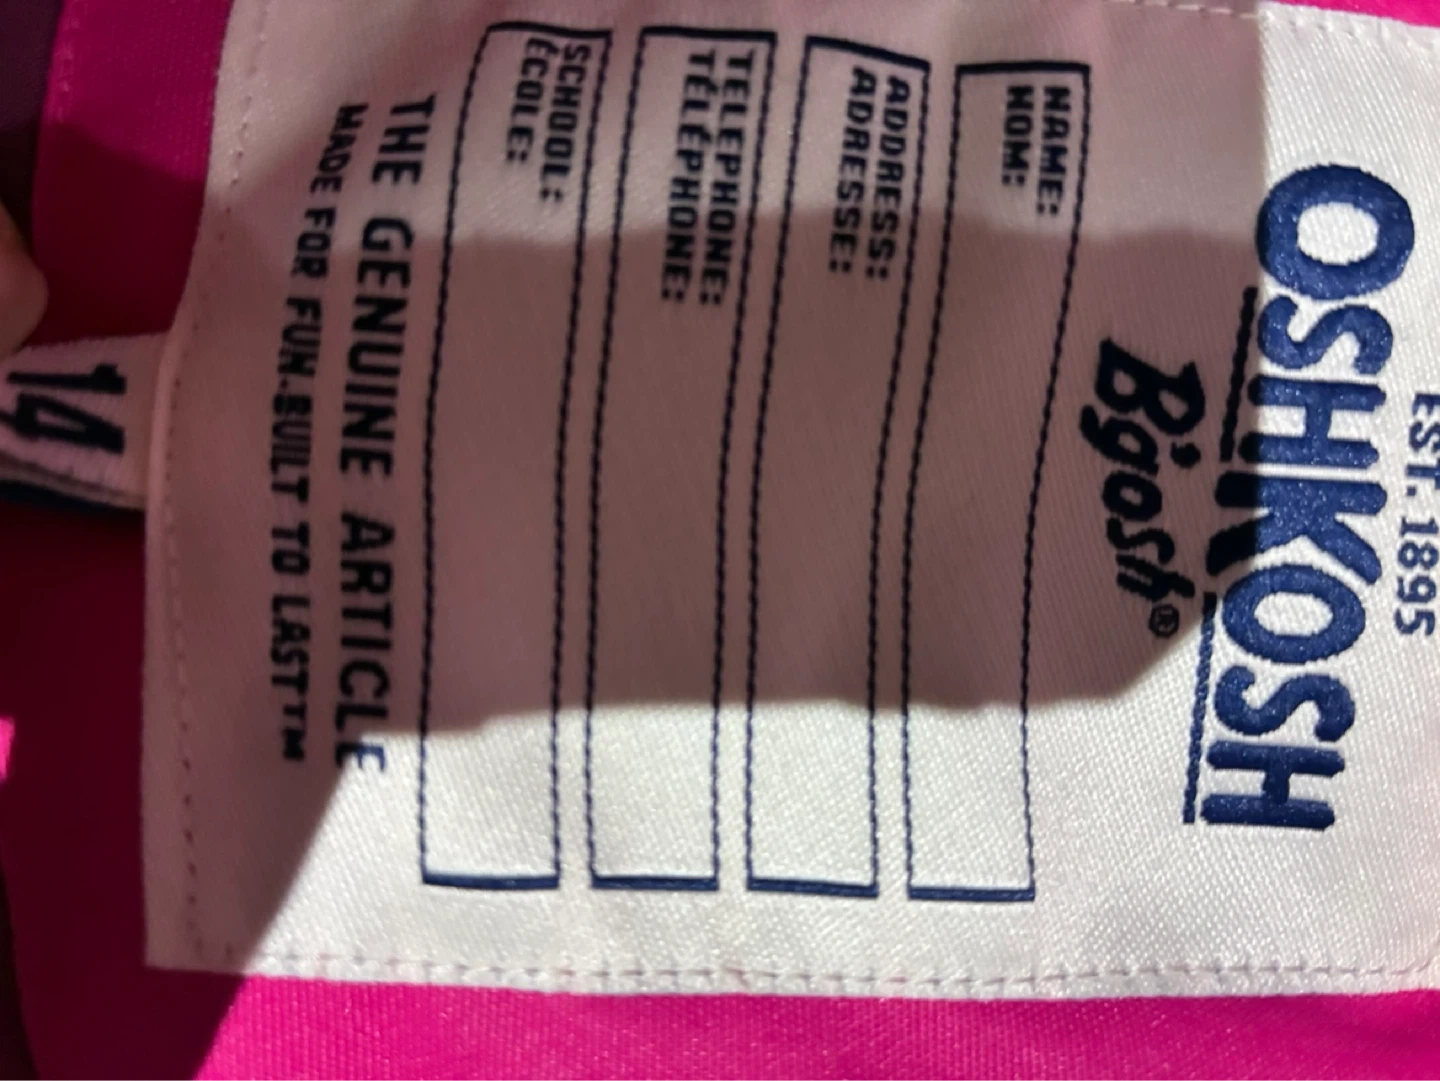 EST. 1895
OSHKOSH
B'gosh®
NAME:
NOM:
ADDRESS:
ADRESSE:
TELEPHONE:
TÉLÉPHONE:
SCHOOL:
ÉCOLE:
THE GENUINE ARTICLE
MADE FOR FUN.BUILT TO LAST™
14